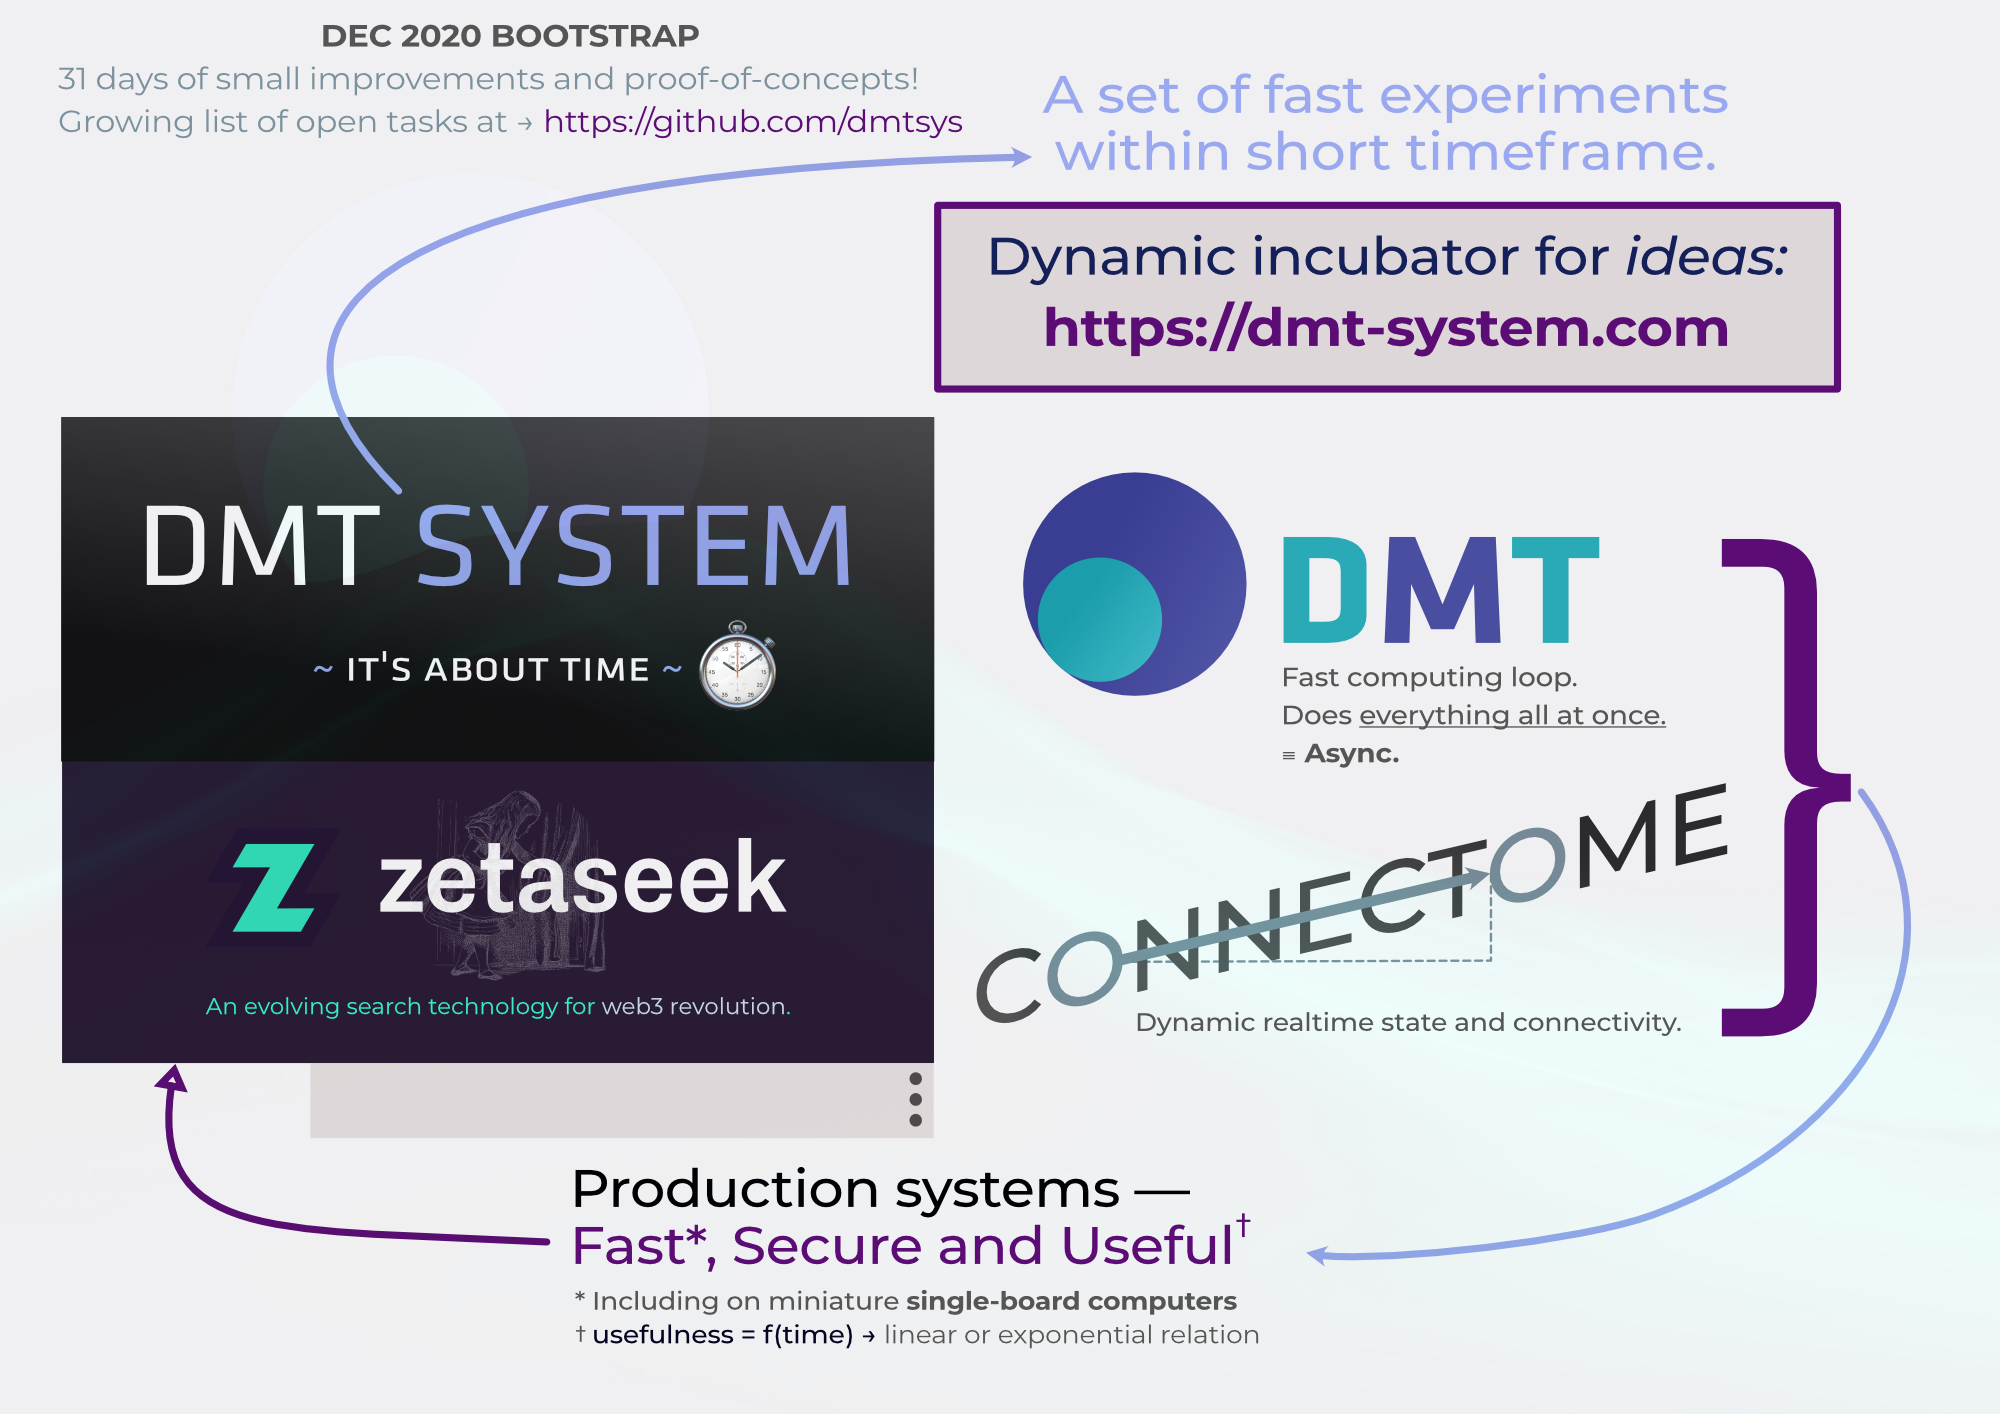 DEC 2020 BOOTSTRAP
31 days of small improvements and proof-of-concepts!
Growing list of open tasks at → https://github.com/dmtsys
A set of fast experiments
within short timeframe.
Dynamic incubator for ideas:
https://dmt-system.com
DMT SYSTEM
~ IT'S ABOUT TIME ~
zetaseek
An evolving search technology for web3 revolution.
DMT
Fast computing loop.
Does everything all at once.
≡ Async.
CONNECTOME
Dynamic realtime state and connectivity.
Production systems —
Fast*, Secure and Useful†
* Including on miniature single-board computers
† usefulness = f(time) → linear or exponential relation